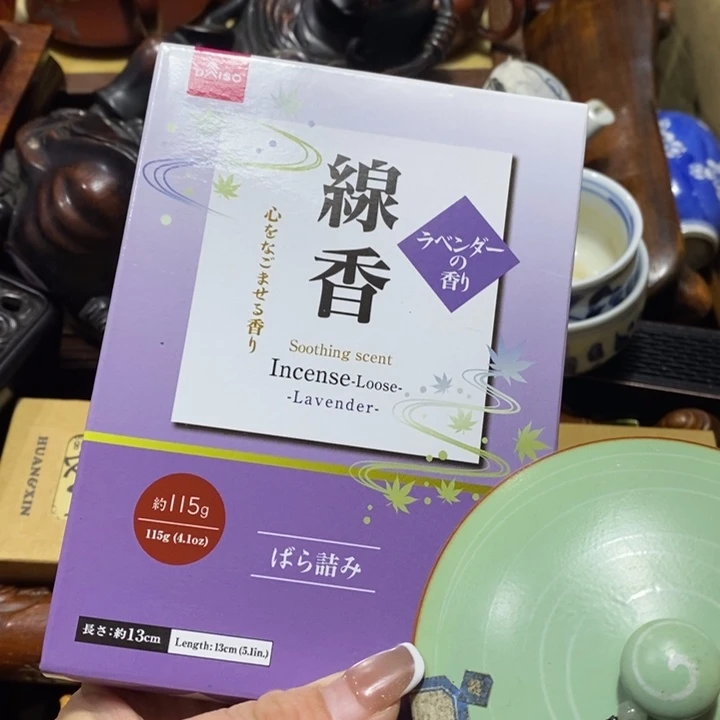 DAISO
線香
心をなごませる香り
ラベンダー
の
香り
Soothing scent
Incense-Loose-
-Lavender-
約115g
115g (4.1oz)
ばら詰み
長さ:約13cm
Length: 13cm (5.1in.)
HUANGXIN